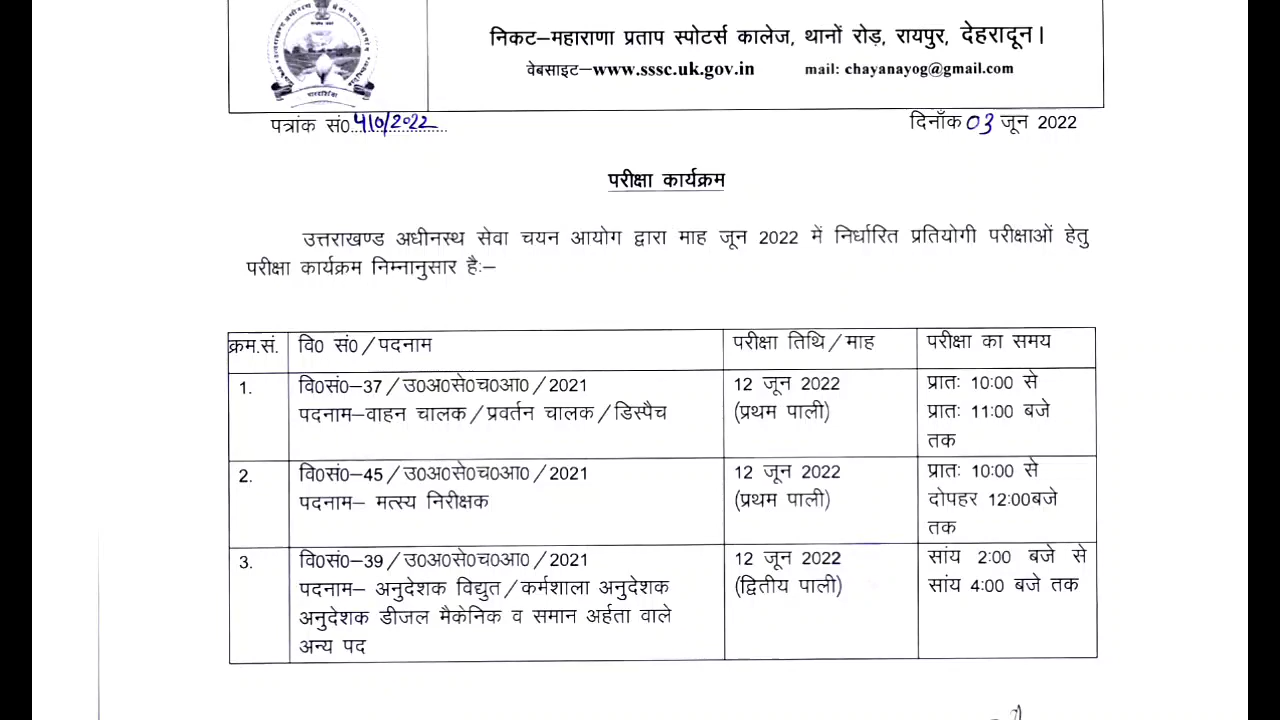 निकट–महाराणा प्रताप स्पोटर्स कालेज, थानों रोड़, रायपुर, देहरादून।
वेबसाइट–www.sssc.uk.gov.in mail: chayanayog@gmail.com
पत्रांक सं0 410/2022 दिनाँक 03 जून 2022
परीक्षा कार्यक्रम
उत्तराखण्ड अधीनस्थ सेवा चयन आयोग द्वारा माह जून 2022 में निर्धारित प्रतियोगी परीक्षाओं हेतु
परीक्षा कार्यक्रम निम्नानुसार है:–
क्रम.सं. वि0 सं0/पदनाम परीक्षा तिथि/माह परीक्षा का समय
1. वि0सं0–37/उ0अ0से0च0आ0/2021 12 जून 2022 प्रातः 10:00 से
पदनाम–वाहन चालक/प्रवर्तन चालक/डिस्पैच (प्रथम पाली) प्रातः 11:00 बजे
तक
2. वि0सं0–45/उ0अ0से0च0आ0/2021 12 जून 2022 प्रातः 10:00 से
पदनाम– मत्स्य निरीक्षक (प्रथम पाली) दोपहर 12:00बजे
तक
3. वि0सं0–39/उ0अ0से0च0आ0/2021 12 जून 2022 सांय 2:00 बजे से
पदनाम– अनुदेशक विद्युत/कर्मशाला अनुदेशक (द्वितीय पाली) सांय 4:00 बजे तक
अनुदेशक डीजल मैकेनिक व समान अर्हता वाले
अन्य पद